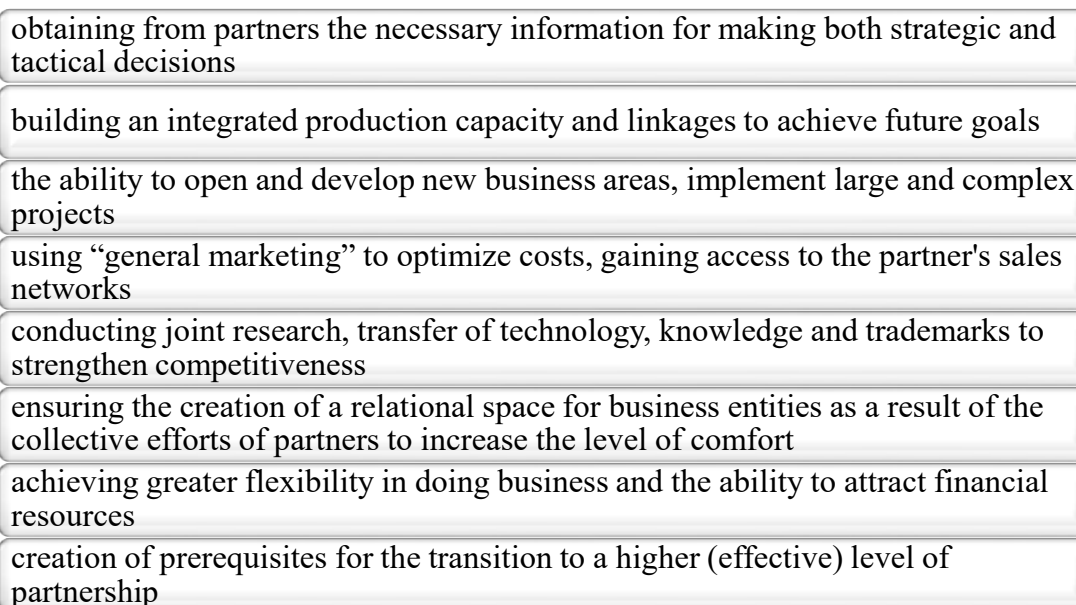 obtaining from partners the necessary information for making both strategic and
tactical decisions
building an integrated production capacity and linkages to achieve future goals
the ability to open and develop new business areas, implement large and complex
projects
using “general marketing” to optimize costs, gaining access to the partner's sales
networks
conducting joint research, transfer of technology, knowledge and trademarks to
strengthen competitiveness
ensuring the creation of a relational space for business entities as a result of the
collective efforts of partners to increase the level of comfort
achieving greater flexibility in doing business and the ability to attract financial
resources
creation of prerequisites for the transition to a higher (effective) level of
partnership